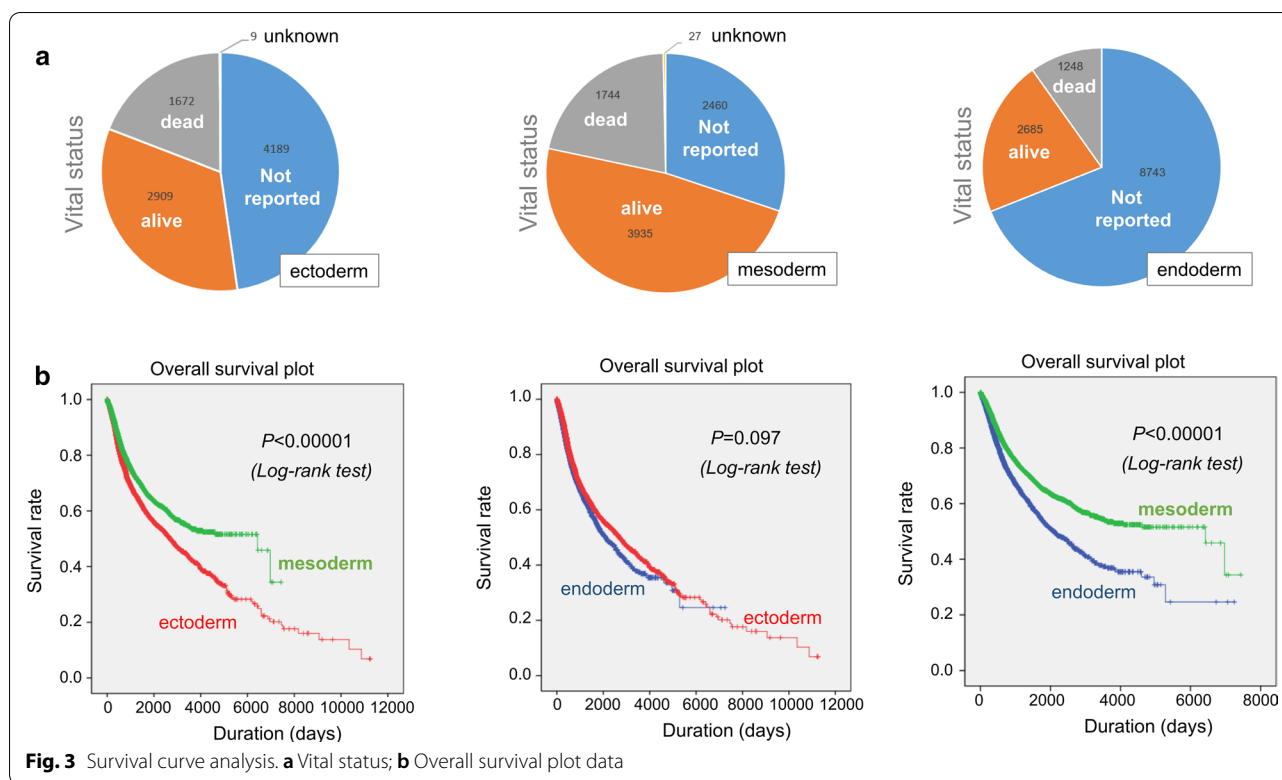 a
Vital status
9 unknown
1672
dead
4189
Not
reported
2909
alive
ectoderm
Vital status
27 unknown
1744
dead
2460
Not
reported
alive
3935
mesoderm
Vital status
1248
dead
2685
alive
8743
Not
reported
endoderm
b
Overall survival plot
Survival rate
1.0
0.8
0.6
0.4
0.2
0.0
P<0.00001
(Log-rank test)
mesoderm
ectoderm
0 2000 4000 6000 8000 10000 12000
Duration (days)
Overall survival plot
Survival rate
1.0
0.8
0.6
0.4
0.2
0.0
P=0.097
(Log-rank test)
endoderm
ectoderm
0 2000 4000 6000 8000 10000 12000
Duration (days)
Overall survival plot
Survival rate
1.0
0.8
0.6
0.4
0.2
0.0
P<0.00001
(Log-rank test)
mesoderm
endoderm
0 2000 4000 6000 8000
Duration (days)
Fig. 3 Survival curve analysis. a Vital status; b Overall survival plot data